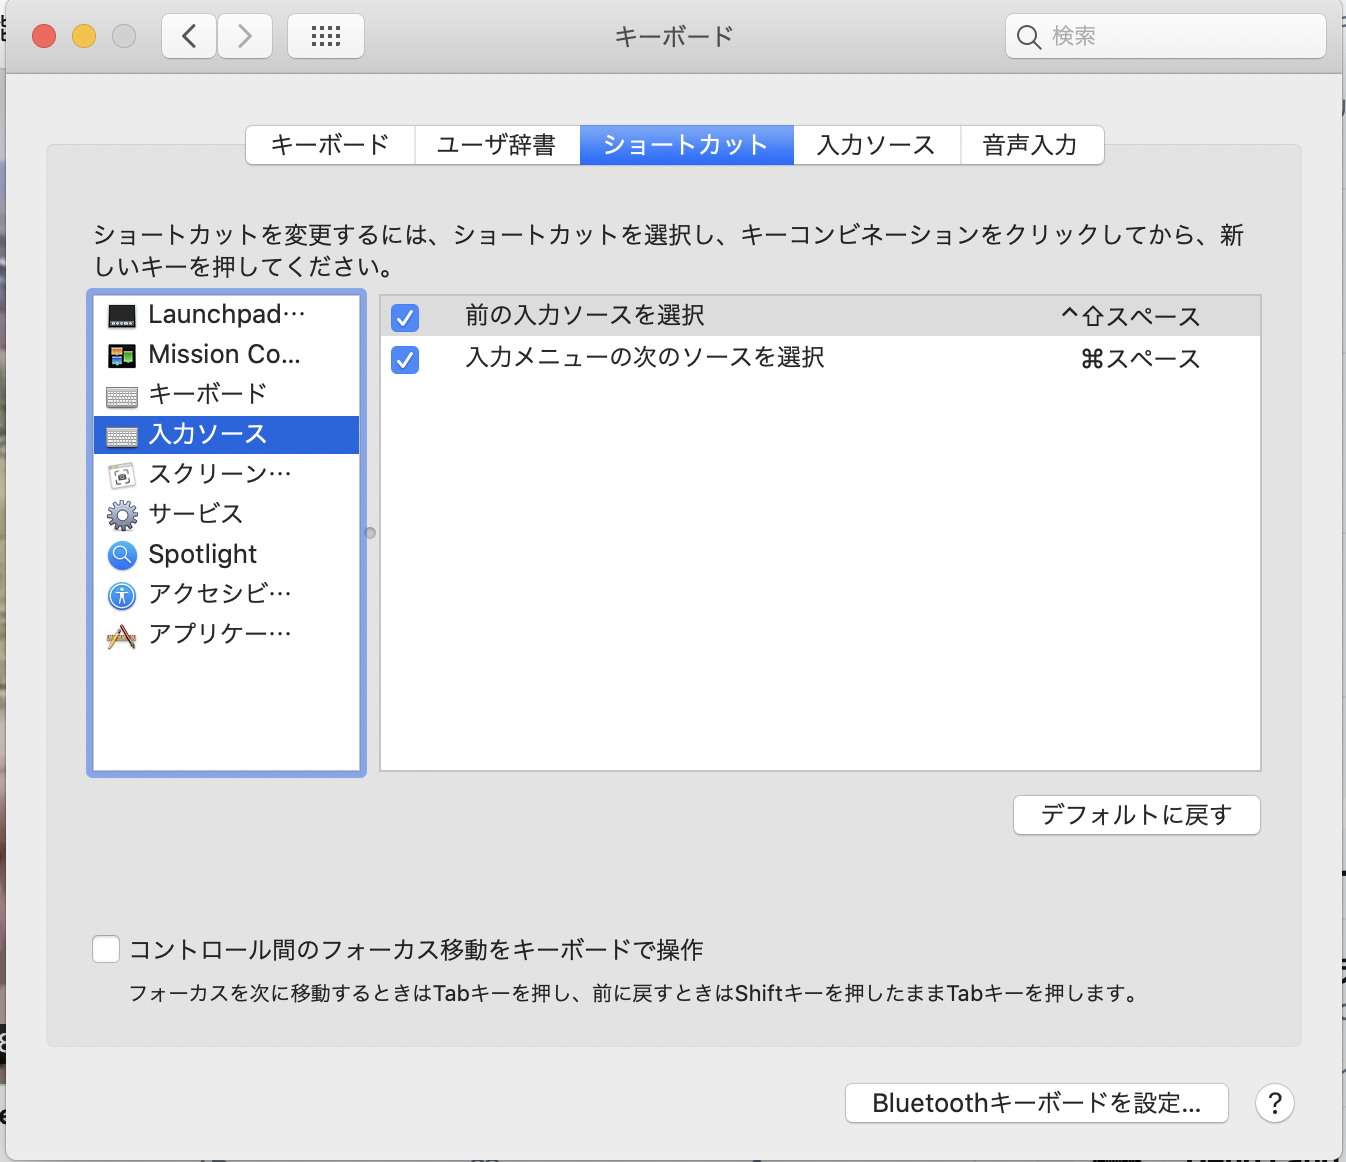 キーボード
検索
キーボード
ユーザ辞書
ショートカット
入力ソース
音声入力
ショートカットを変更するには、ショートカットを選択し、キーコンビネーションをクリックしてから、新
しいキーを押してください。
Launchpad…
Mission Co...
キーボード
入力ソース
スクリーン…
サービス
Spotlight
アクセシビ…
アプリケー…
前の入力ソースを選択 ^⇧スペース
入力メニューの次のソースを選択 ⌘スペース
デフォルトに戻す
コントロール間のフォーカス移動をキーボードで操作
フォーカスを次に移動するときはTabキーを押し、前に戻すときはShiftキーを押したままTabキーを押します。
Bluetoothキーボードを設定...
?